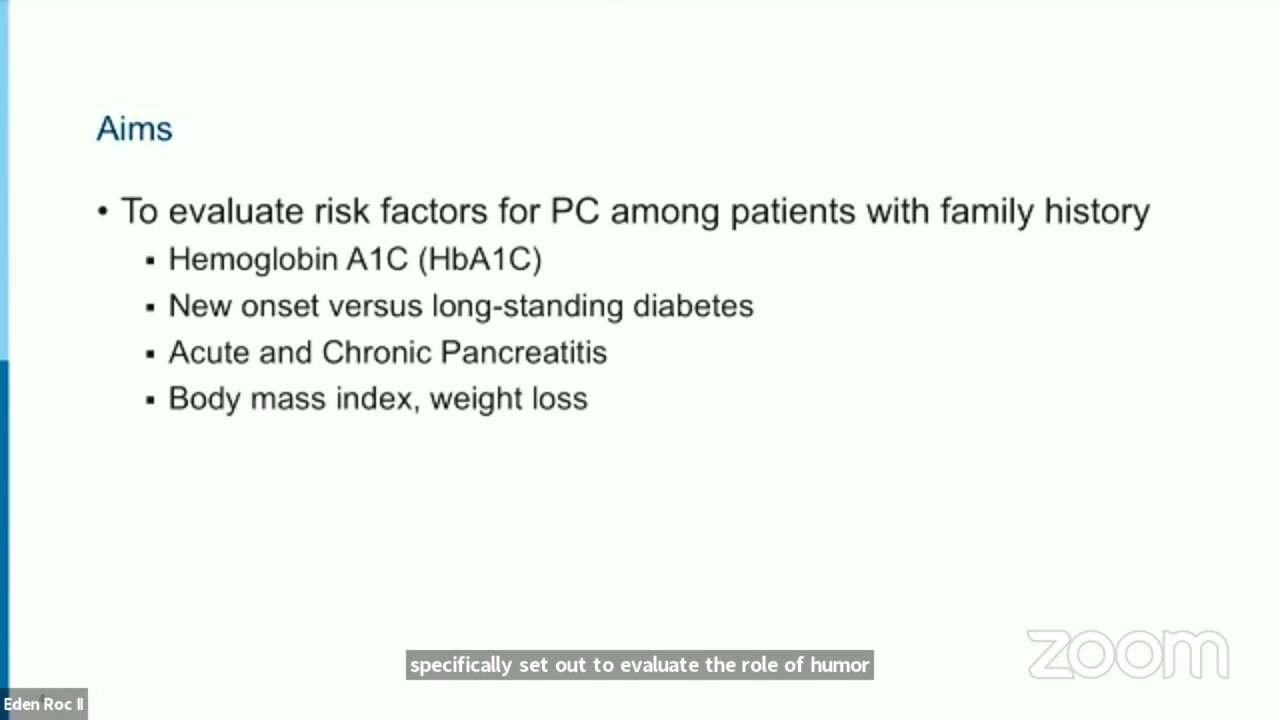 Aims
• To evaluate risk factors for PC among patients with family history
▪ Hemoglobin A1C (HbA1C)
▪ New onset versus long-standing diabetes
▪ Acute and Chronic Pancreatitis
▪ Body mass index, weight loss
specifically set out to evaluate the role of humor
zoom
Eden Roc II